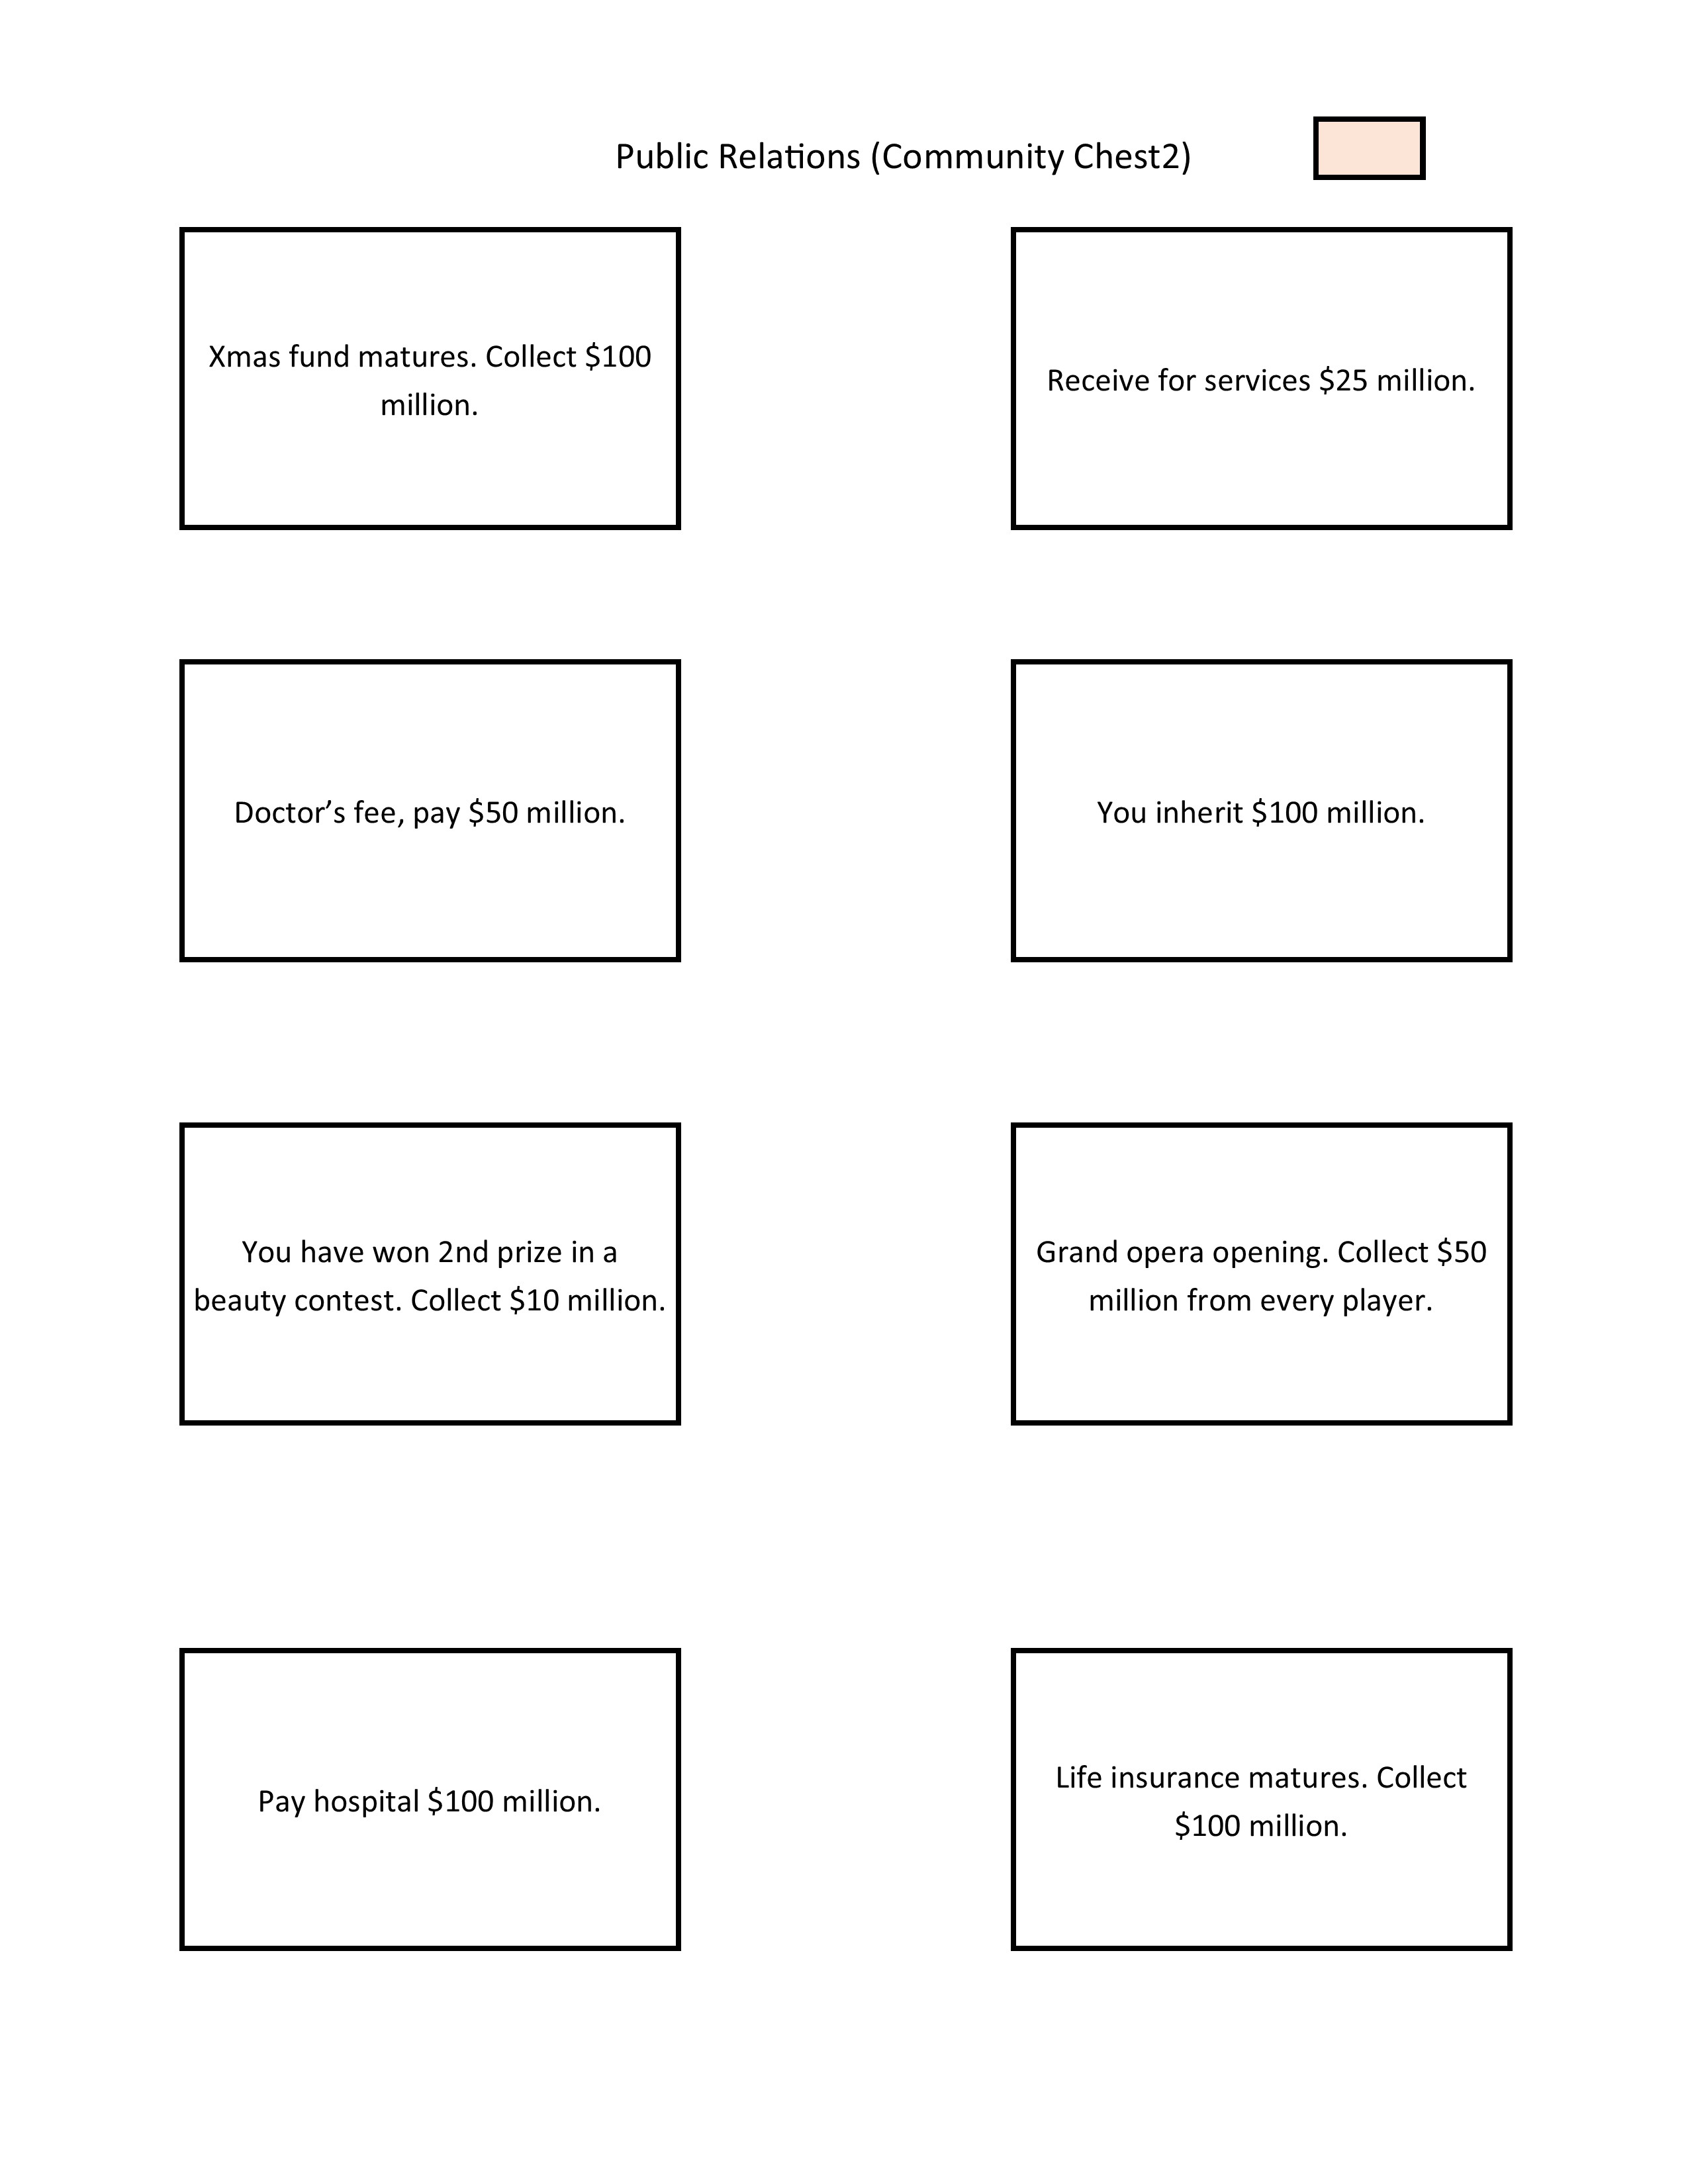 Public Relations (Community Chest2)
Xmas fund matures. Collect $100
million.
Receive for services $25 million.
Doctor’s fee, pay $50 million.
You inherit $100 million.
You have won 2nd prize in a
beauty contest. Collect $10 million.
Grand opera opening. Collect $50
million from every player.
Pay hospital $100 million.
Life insurance matures. Collect
$100 million.